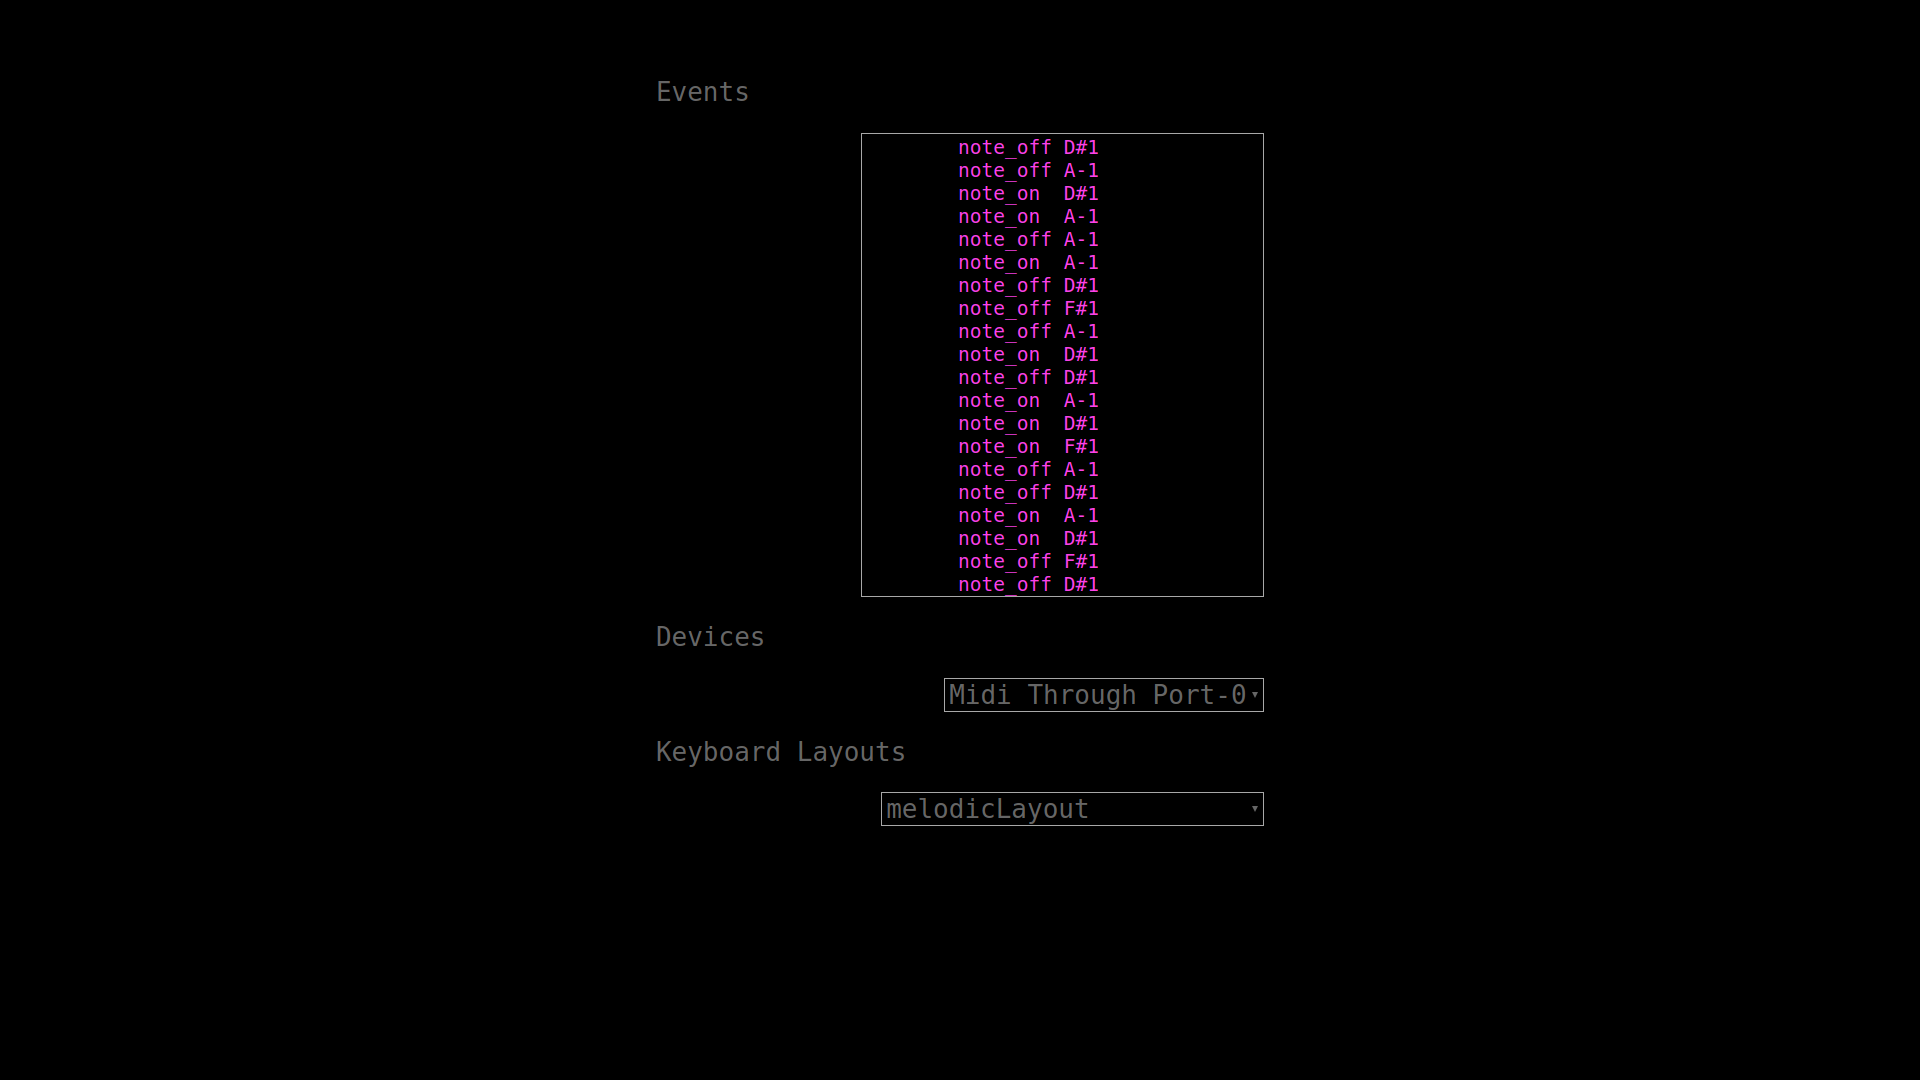 Events
note_off D#1
note_off A-1
note_on  D#1
note_on  A-1
note_off A-1
note_on  A-1
note_off D#1
note_off F#1
note_off A-1
note_on  D#1
note_off D#1
note_on  A-1
note_on  D#1
note_on  F#1
note_off A-1
note_off D#1
note_on  A-1
note_on  D#1
note_off F#1
note_off D#1
Devices
Midi Through Port-0
Keyboard Layouts
melodicLayout